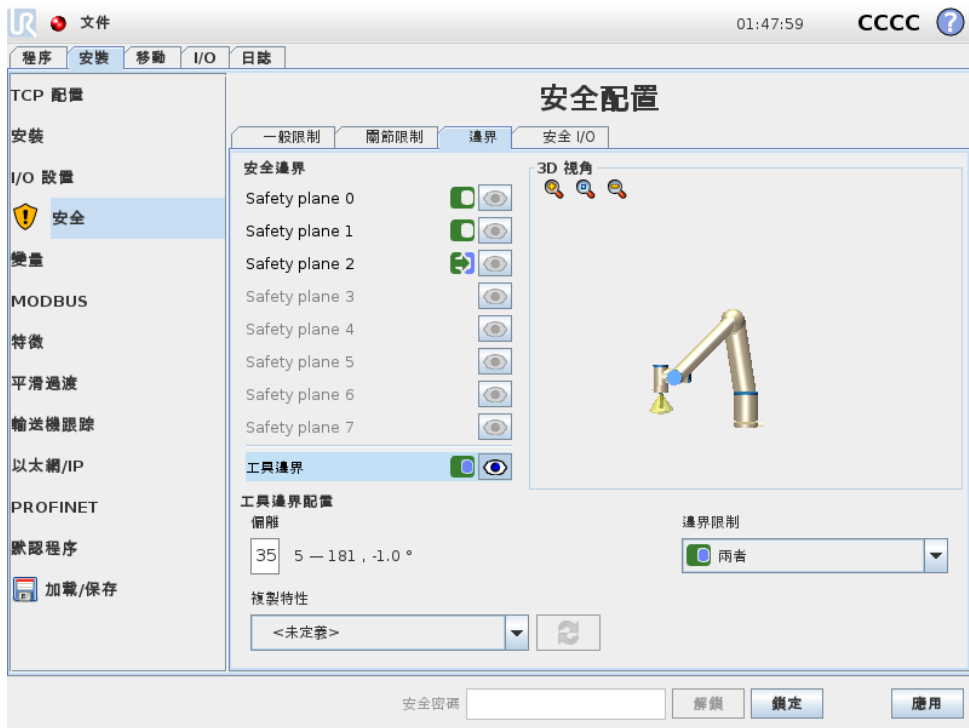 UR 文件 01:47:59 CCCC ?
程序 安裝 移動 I/O 日誌
TCP 配置
安裝
I/O 設置
安全
變量
MODBUS
特徵
平滑過渡
輸送機跟踪
以太網/IP
PROFINET
默認程序
加載/保存
安全配置
一般限制 關節限制 邊界 安全 I/O
安全邊界
Safety plane 0
Safety plane 1
Safety plane 2
Safety plane 3
Safety plane 4
Safety plane 5
Safety plane 6
Safety plane 7
工具邊界
3D 視角
工具邊界配置
偏離
35 5 — 181 , -1.0 °
複製特性
<未定義>
邊界限制
兩者
安全密碼 解鎖 鎖定 應用